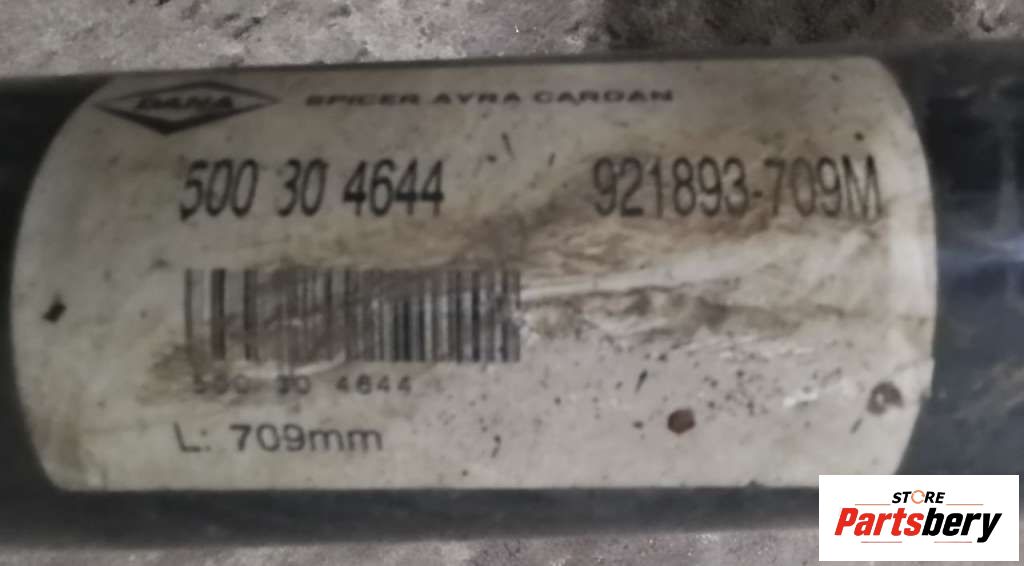 DANA SPICER AYRA CARDAN
500 30 4644 921893-709M
500 30 4644
L: 709mm
STORE
Partsbery